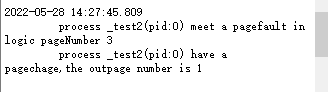 2022-05-28 14:27:45.809
process _test2(pid:0) meet a pagefault in
logic pageNumber 3
process _test2(pid:0) have a
pagechage,the outpage number is 1